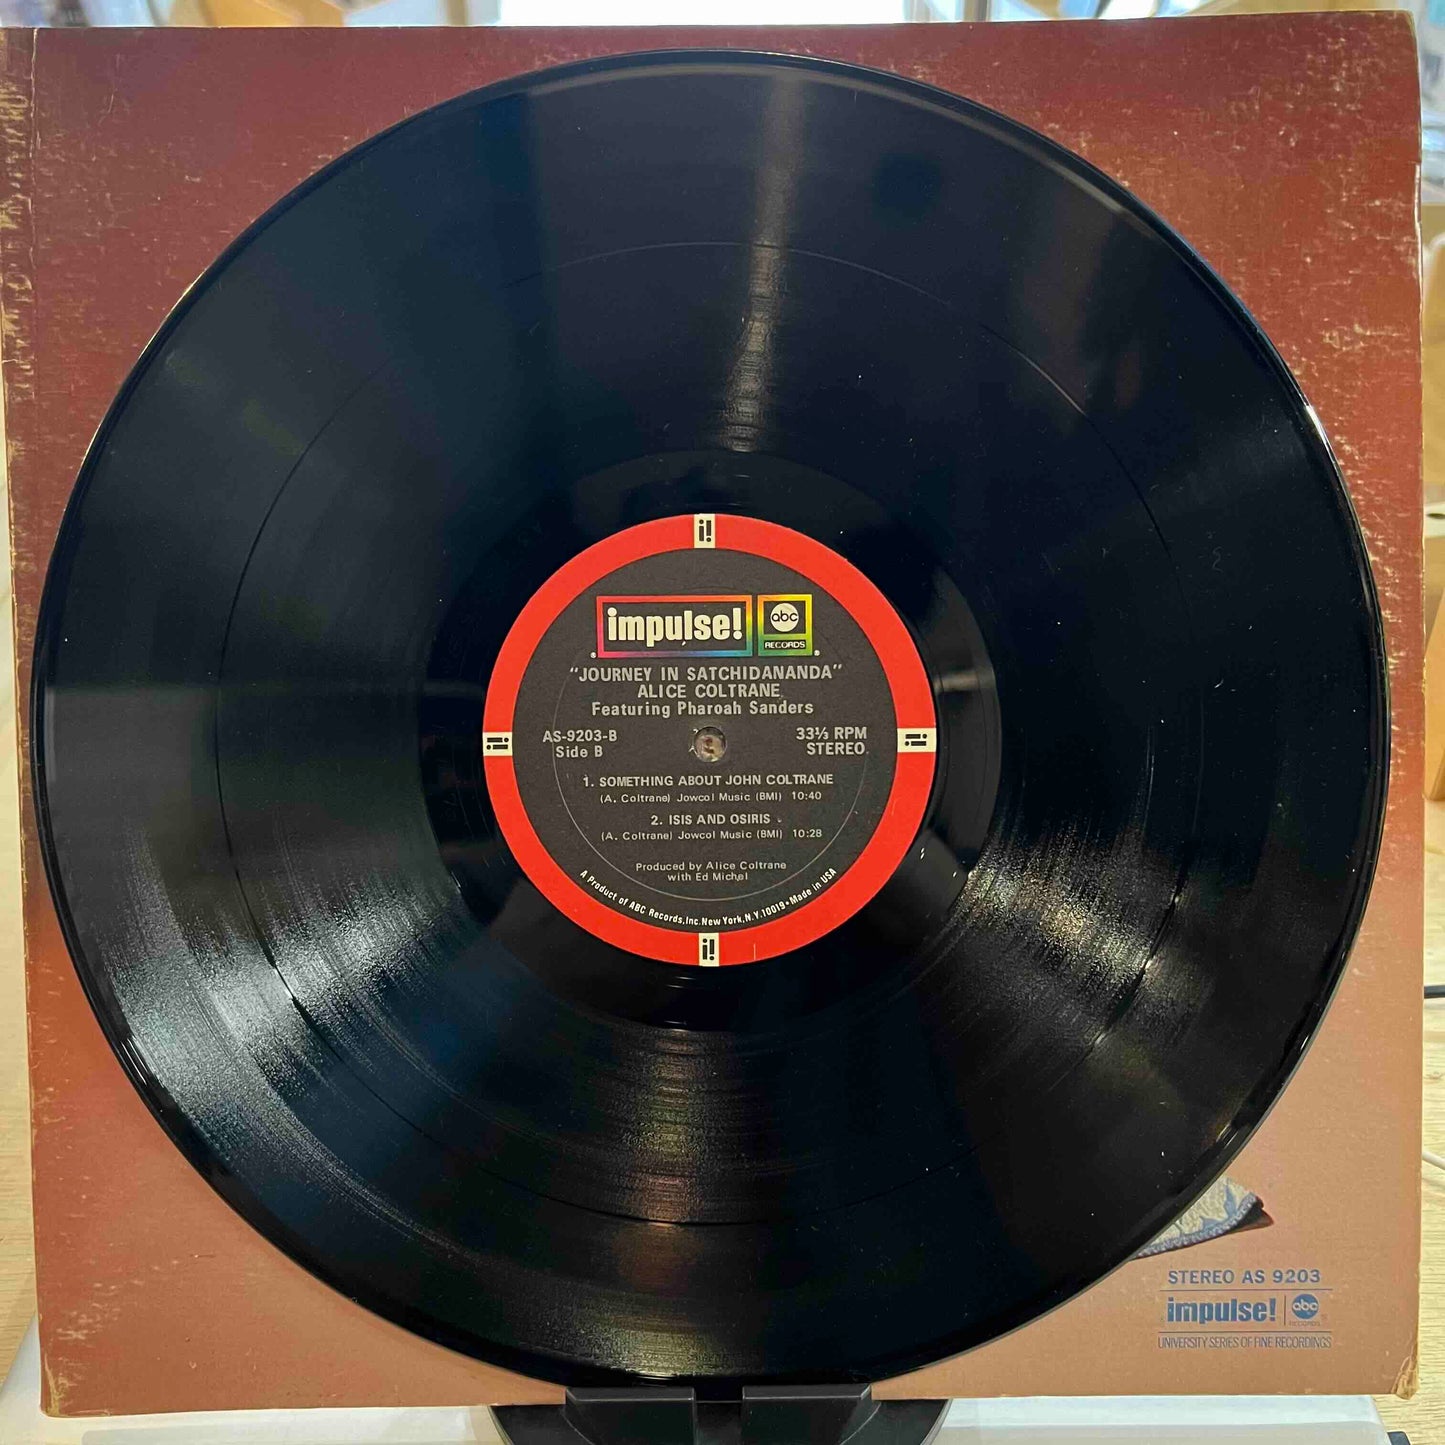 i!
impulse! abc RECORDS
"JOURNEY IN SATCHIDANANDA"
ALICE COLTRANE
Featuring Pharoah Sanders
AS-9203-B
Side B
33⅓ RPM
STEREO
1. SOMETHING ABOUT JOHN COLTRANE
(A. Coltrane) Jowcol Music (BMI) 10:40
2. ISIS AND OSIRIS
(A. Coltrane) Jowcol Music (BMI) 10:28
Produced by Alice Coltrane
with Ed Michel
A Product of ABC Records, Inc. New York, N.Y. 10019 • Made in USA
i!
i!
i!
STEREO AS 9203
impulse! abc RECORDS
UNIVERSITY SERIES OF FINE RECORDINGS